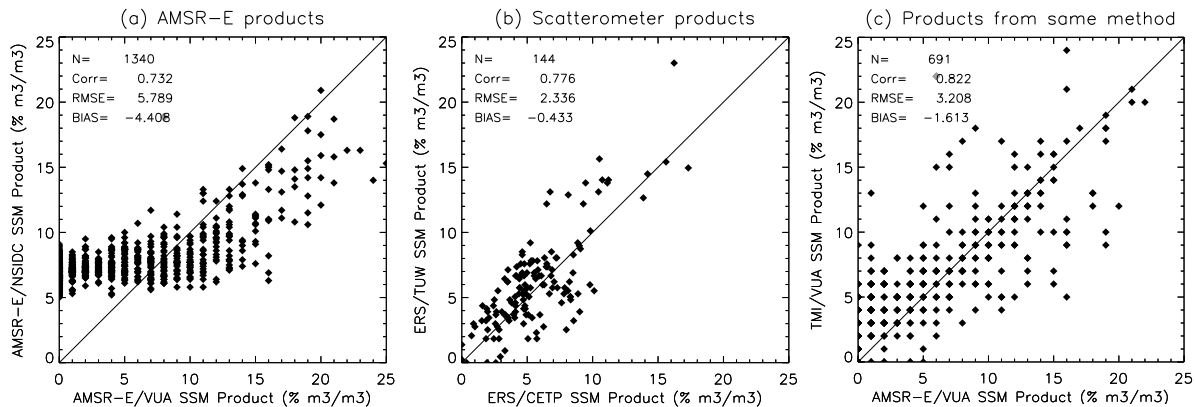 (a) AMSR-E products
25
20
15
10
5
0
N= 1340
Corr= 0.732
RMSE= 5.789
BIAS= -4.408
AMSR-E/NSIDC SSM Product (% m3/m3)
0 5 10 15 20 25
AMSR-E/VUA SSM Product (% m3/m3)
(b) Scatterometer products
25
20
15
10
5
0
N= 144
Corr= 0.776
RMSE= 2.336
BIAS= -0.433
ERS/TUW SSM Product (% m3/m3)
0 5 10 15 20 25
ERS/CETP SSM Product (% m3/m3)
(c) Products from same method
25
20
15
10
5
0
N= 691
Corr= 0.822
RMSE= 3.208
BIAS= -1.613
TMI/VUA SSM Product (% m3/m3)
0 5 10 15 20 25
AMSR-E/VUA SSM Product (% m3/m3)